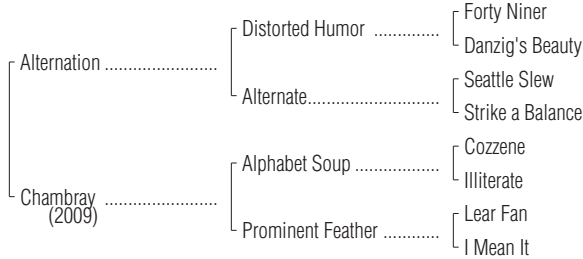 Forty Niner
Distorted Humor ..............
Danzig's Beauty
Alternation ........................
Seattle Slew
Alternate............................
Strike a Balance
Cozzene
Alphabet Soup ..................
Illiterate
Chambray ........................
(2009)
Lear Fan
Prominent Feather ............
I Mean It